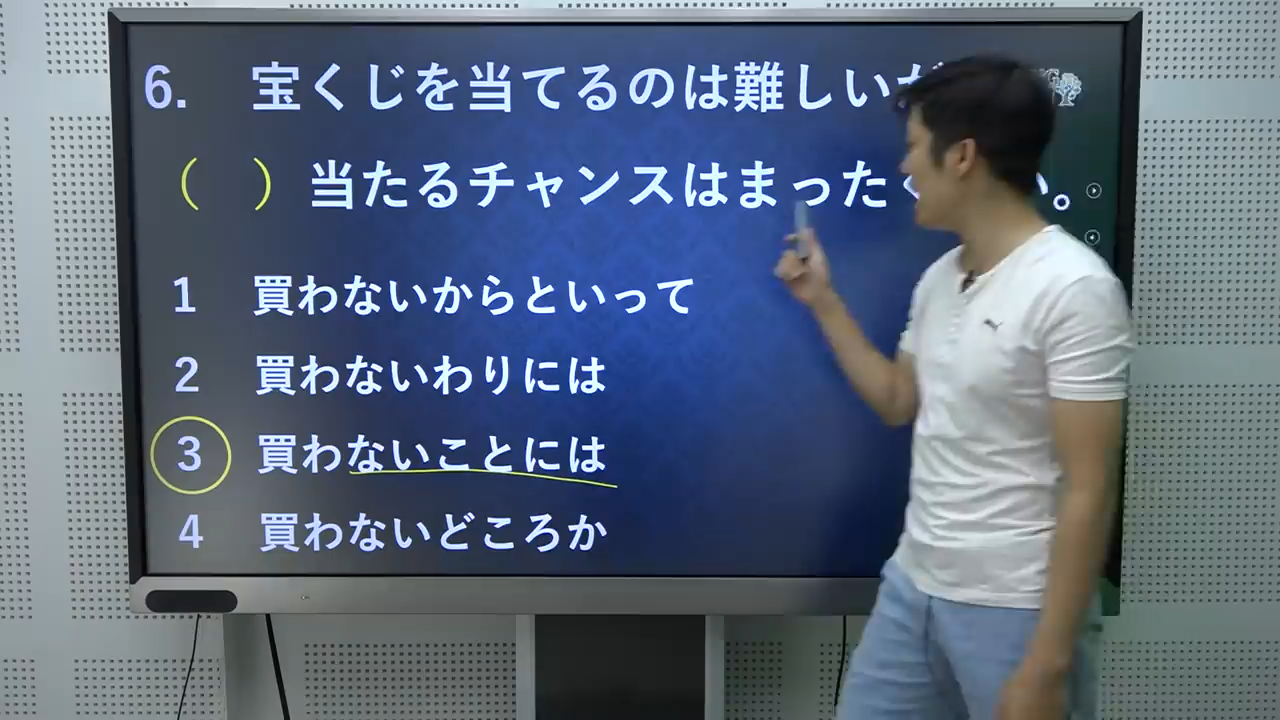 6. 宝くじを当てるのは難しい
( ) 当たるチャンスはまった 。
1 買わないからといって
2 買わないわりには
3 買わないことには
4 買わないどころか